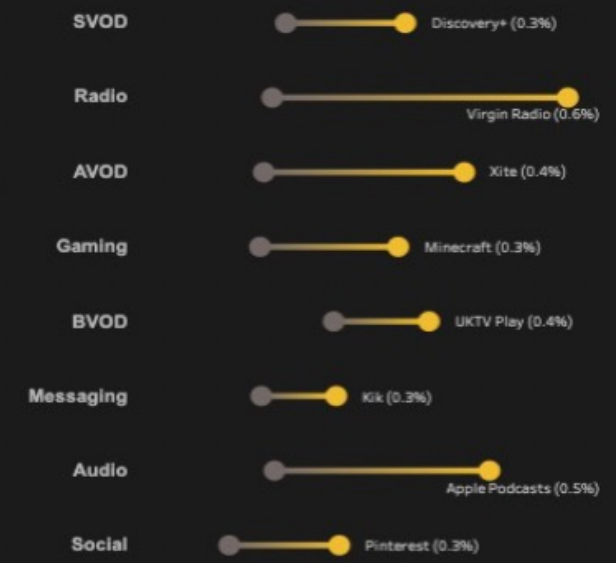 SVOD Discovery+ (0.3%)
Radio
Virgin Radio (0.6%)
AVOD Xite (0.4%)
Gaming Minecraft (0.3%)
BVOD UKTV Play (0.4%)
Messaging Kik (0.3%)
Audio
Apple Podcasts (0.5%)
Social Pinterest (0.3%)